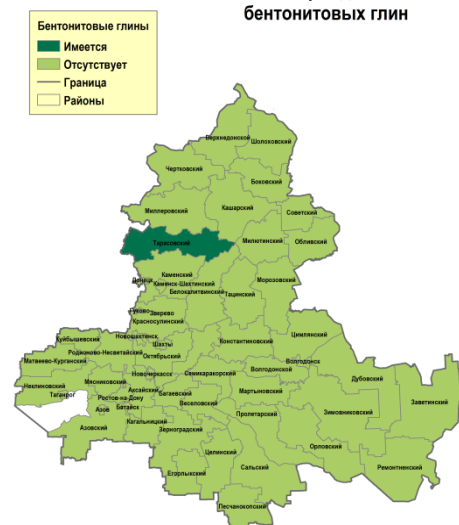 бентонитовых глин
Бентонитовые глины
Имеется
Отсутствует
Граница
Районы
Верхнедонской
Шолоховский
Чертковский
Боковский
Миллеровский
Кашарский
Советский
Тарасовский
Милютинский
Обливский
Каменский
Донецк
Каменск-Шахтинский
Белокалитвинский
Тацинский
Морозовский
Гуково
Зверево
Красносулинский
Куйбышевский
Новошахтинск
Шахты
Константиновский
Цимлянский
Родионово-Несветайский
Октябрьский
Матвеево-Курганский
Волгодонск
Новочеркасск
Семикаракорский
Волгодонской
Дубовский
Неклиновский
Мясниковский
Аксайский
Мартыновский
Заветинский
Таганрог
Ростов-на-Дону
Багаевский
Азов
Батайск
Веселовский
Пролетарский
Зимовниковский
Азовский
Кагальницкий
Зерноградский
Орловский
Целинский
Сальский
Ремонтненский
Егорлыкский
Песчанокопский